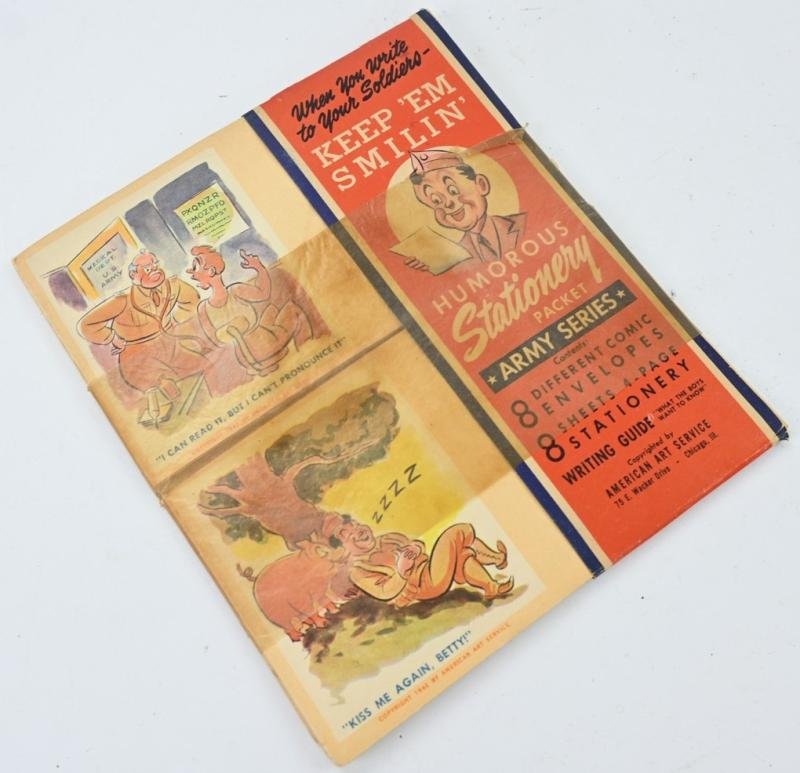 When You Write
to Your Soldiers-
KEEP 'EM
SMILIN'
HUMOROUS
Stationery
PACKET
★ ARMY SERIES ★
Contents:
8 DIFFERENT COMIC
ENVELOPES
8 SHEETS 4-PAGE
STATIONERY
WRITING GUIDE "WHAT THE BOYS
WANT TO KNOW"
Copyrighted by
AMERICAN ART SERVICE
75 E. Wacker Drive - Chicago, Ill.
MEDICAL
DEPT.
U.S.
ARMY
PXQNZR
RMOZPFD
MZLRQPST
"I CAN READ IT, BUT I CAN'T PRONOUNCE IT"
ZZZZ
"KISS ME AGAIN, BETTY!"
COPYRIGHT 1942 BY AMERICAN ART SERVICE